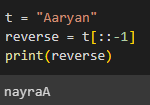 t = "Aaryan"
reverse = t[::-1]
print(reverse)
nayraA